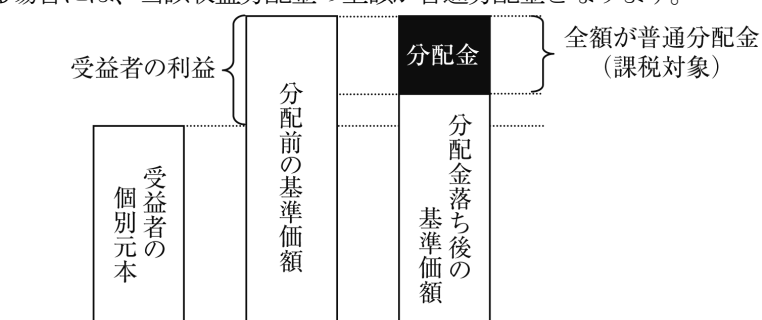 には、当該収益分配金の全額が普通分配金となります。
受益者の利益
分配金
全額が普通分配金
（課税対象）
受益者の
個別元本
分配前の基準価額
分配金落ち後の
基準価額